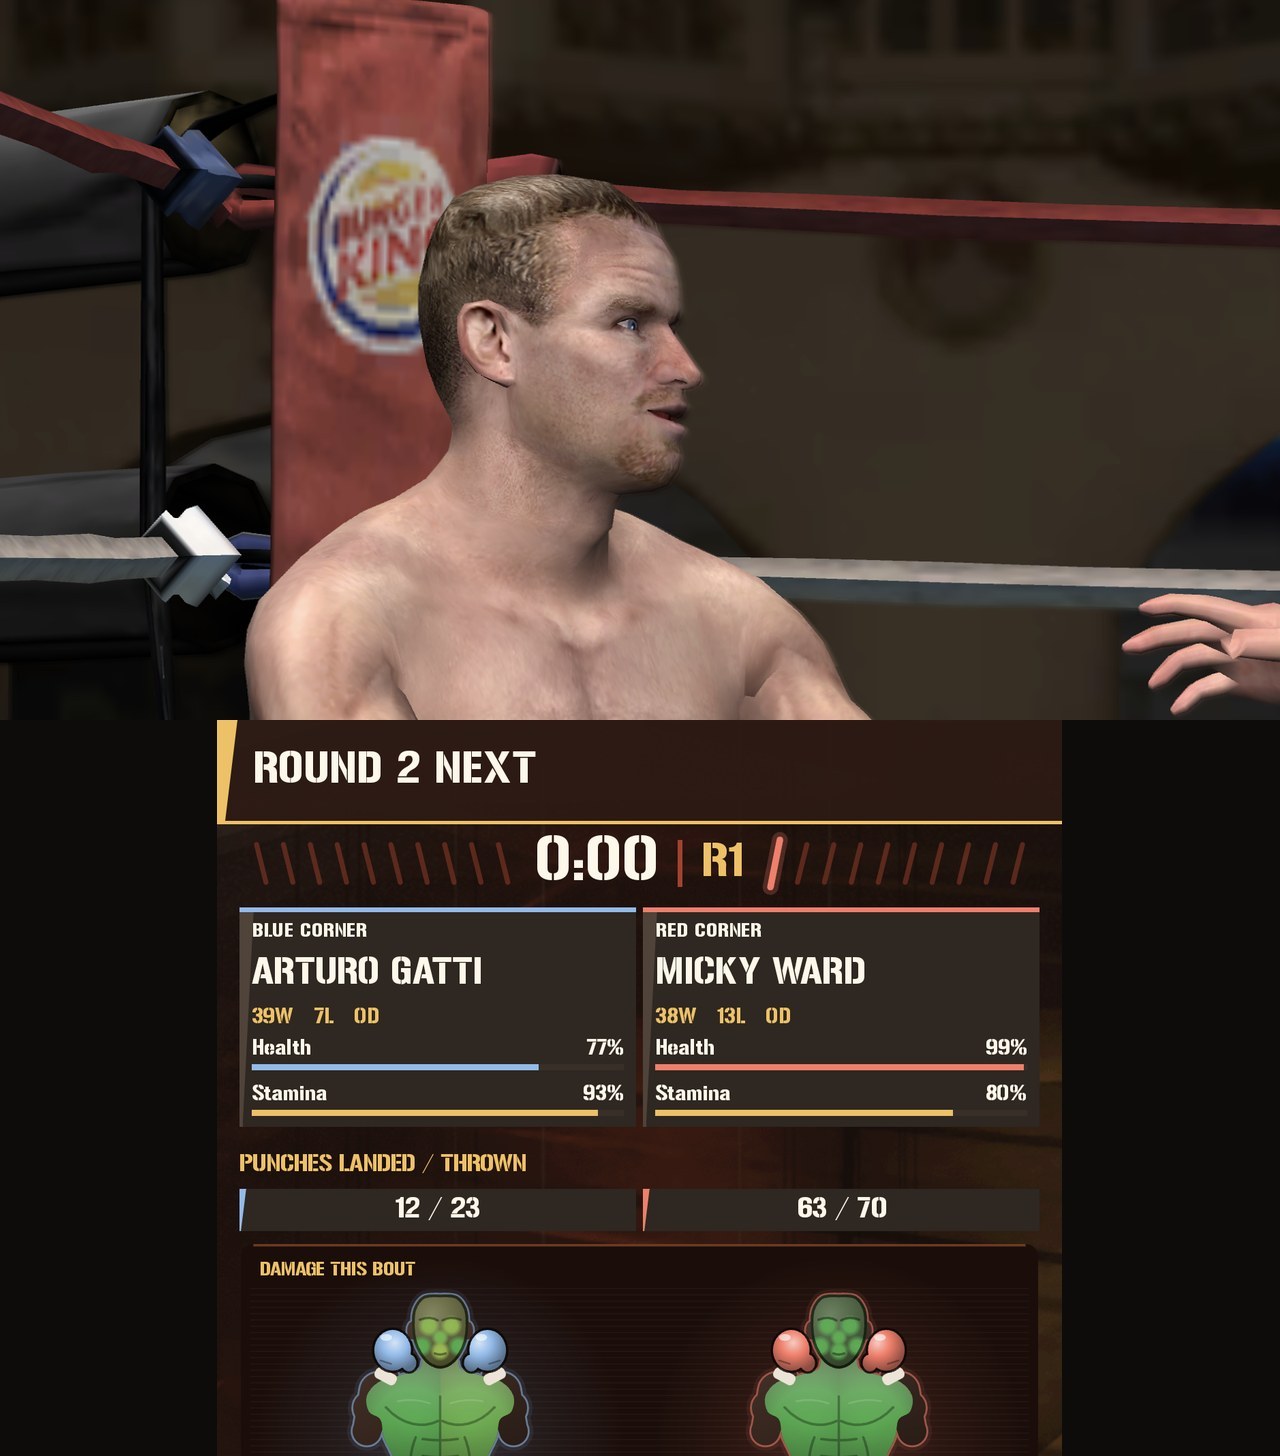 BURGER
KING
ROUND 2 NEXT
0:00 | R1
BLUE CORNER
ARTURO GATTI
39W 7L 0D
Health 77%
Stamina 93%
RED CORNER
MICKY WARD
38W 13L 0D
Health 99%
Stamina 80%
PUNCHES LANDED / THROWN
12 / 23
63 / 70
DAMAGE THIS BOUT